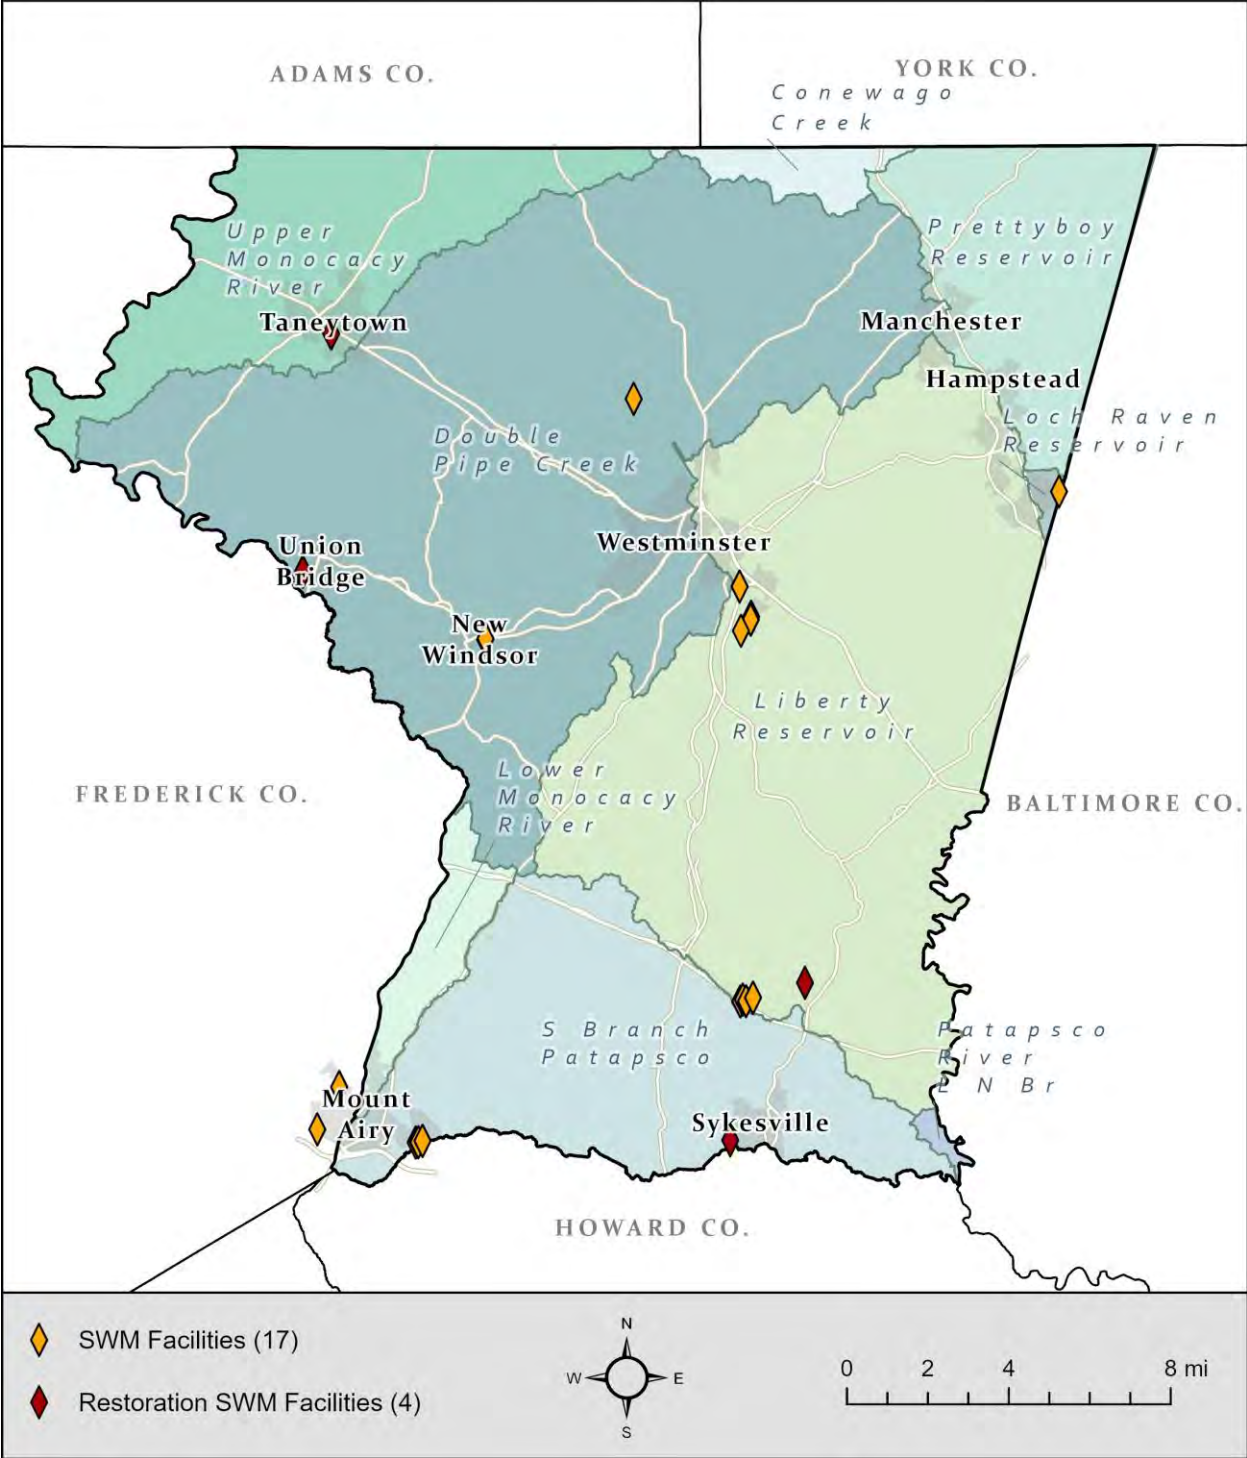 ADAMS CO.
YORK CO.
Conewago
Creek
Upper
Monocacy
River
Prettyboy
Reservoir
Taneytown
Manchester
Hampstead
Loch Raven
Reservoir
Double
Pipe Creek
Westminster
Union
Bridge
New
Windsor
Liberty
Reservoir
Lower
Monocacy
River
FREDERICK CO.
BALTIMORE CO.
S Branch
Patapsco
Patapsco
River
L N Br
Mount
Airy
Sykesville
HOWARD CO.
SWM Facilities (17)
Restoration SWM Facilities (4)
N
W E
S
0 2 4 8 mi